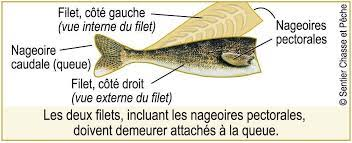 Filet, côté gauche
(vue interne du filet)
Nageoires
pectorales
Nageoire
caudale (queue)
Filet, côté droit
(vue externe du filet)
© Sentier Chasse et Pêche
Les deux filets, incluant les nageoires pectorales,
doivent demeurer attachés à la queue.